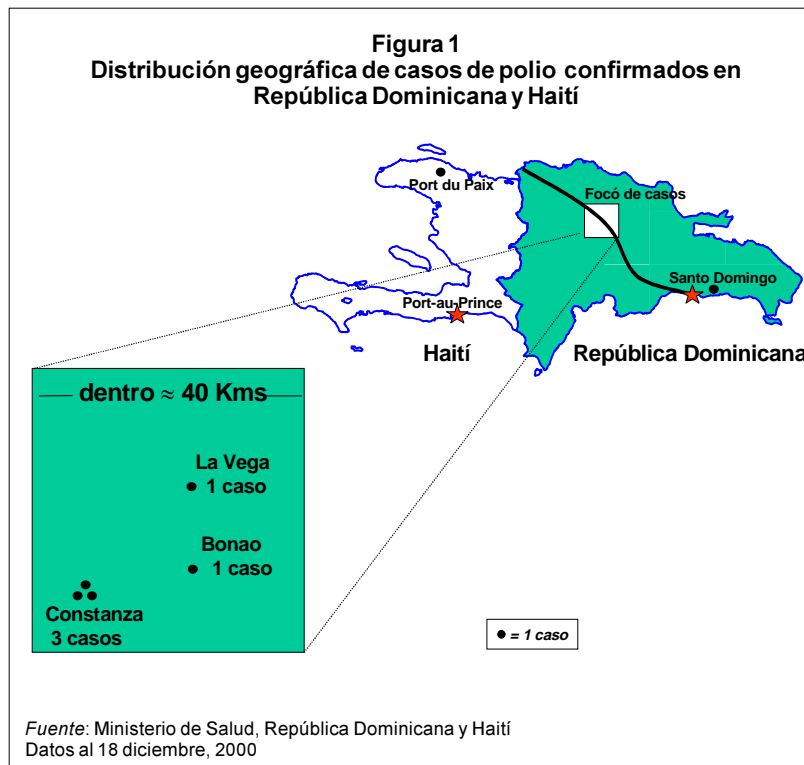 Figura 1
Distribución geográfica de casos de polio confirmados en
República Dominicana y Haití
Port du Paix
Focó de casos
Santo Domingo
Port-au-Prince
Haití
República Dominicana
dentro ≈ 40 Kms
La Vega
1 caso
Bonao
1 caso
Constanza
3 casos
= 1 caso
Fuente: Ministerio de Salud, República Dominicana y Haití
Datos al 18 diciembre, 2000